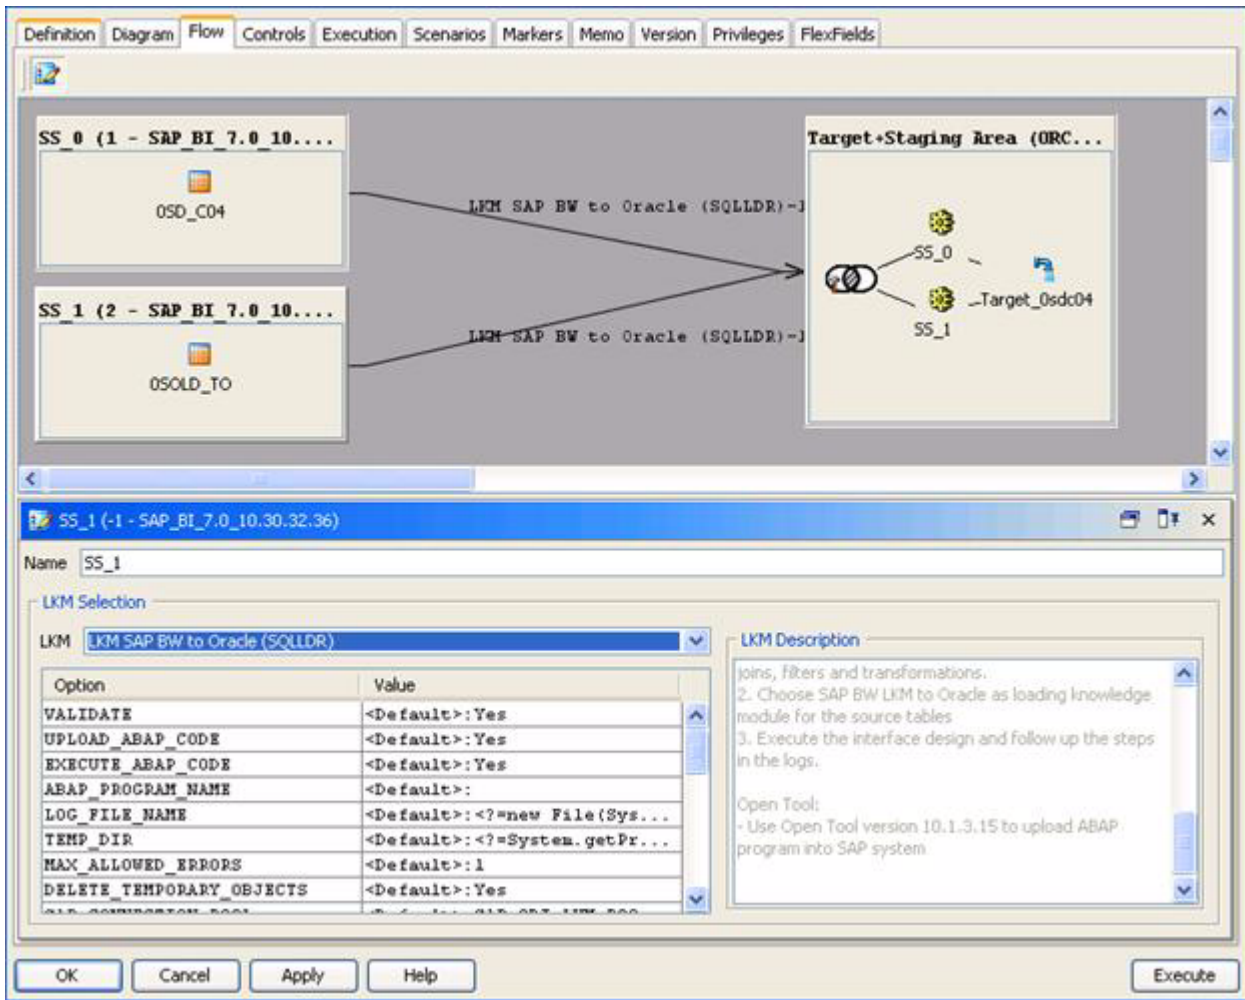 Definition Diagram Flow Controls Execution Scenarios Markers Memo Version Privileges FlexFields
SS_0 (1 - SAP_BI_7.0_10....
0SD_C04
LKM SAP BW to Oracle (SQLLDR)-
SS_1 (2 - SAP_BI_7.0_10....
0SOLD_TO
LKM SAP BW to Oracle (SQLLDR)-
Target+Staging Area (ORC...
SS_0
Target_0sdc04
SS_1
SS_1 (-1 - SAP_BI_7.0_10.30.32.36)
Name SS_1
LKM Selection
LKM LKM SAP BW to Oracle (SQLLDR)
Option Value
VALIDATE <Default>:Yes
UPLOAD_ABAP_CODE <Default>:Yes
EXECUTE_ABAP_CODE <Default>:Yes
ABAP_PROGRAM_NAME <Default>:
LOG_FILE_NAME <Default>:<?=new File(Sys...
TEMP_DIR <Default>:<?=System.getPr...
MAX_ALLOWED_ERRORS <Default>:1
DELETE_TEMPORARY_OBJECTS <Default>:Yes
LKM Description
joins, filters and transformations.
2. Choose SAP BW LKM to Oracle as loading knowledge
module for the source tables
3. Execute the interface design and follow up the steps
in the logs.
Open Tool:
- Use Open Tool version 10.1.3.15 to upload ABAP
program into SAP system
OK Cancel Apply Help Execute